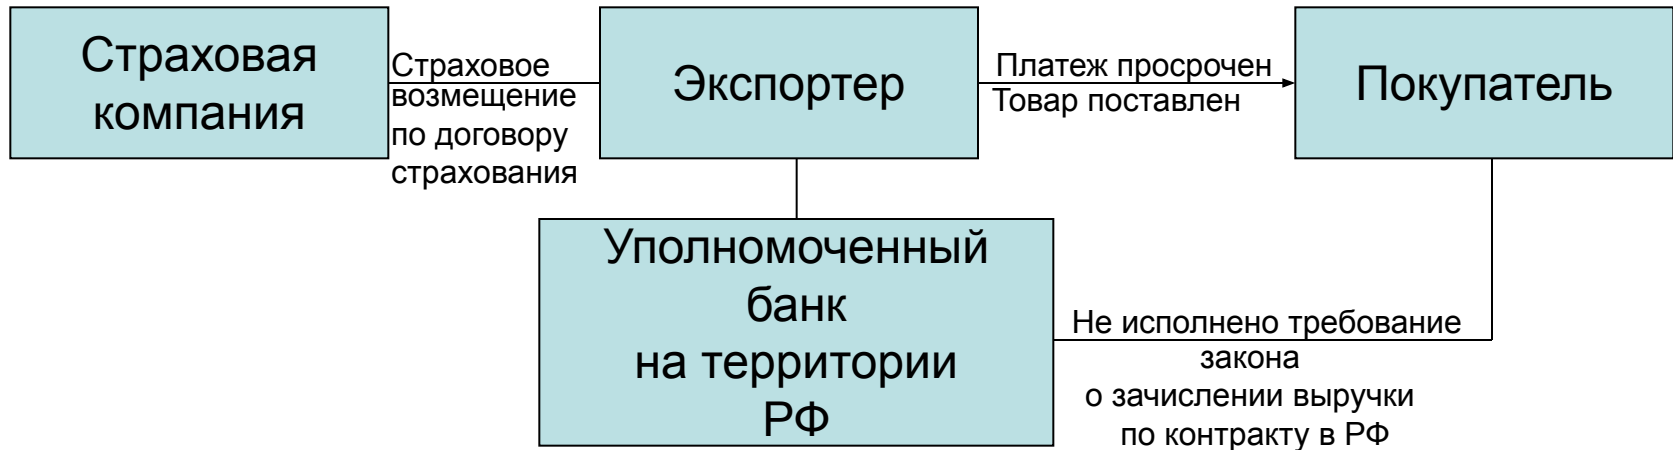 Страховая
компания
Страховое
возмещение
по договору
страхования
Экспортер
Платеж просрочен
Товар поставлен
Покупатель
Уполномоченный
банк
на территории
РФ
Не исполнено требование
закона
о зачислении выручки
по контракту в РФ